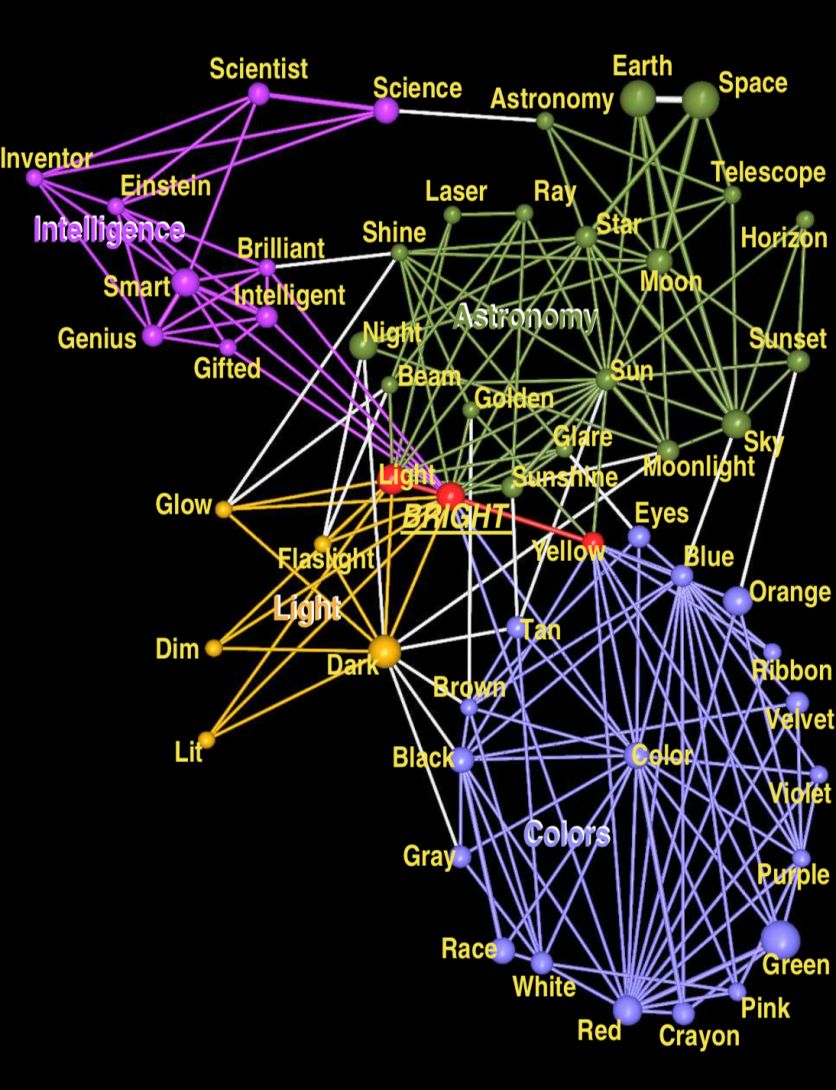 Earth
Scientist
Space
Science
Astronomy
Inventor
Einstein
Telescope
Laser
Ray
Intelligence
Shine
Star
Horizon
Brilliant
Smart
Intelligent
Moon
Astronomy
Night
Genius
Sunset
Gifted
Beam
Sun
Golden
Glare
Sky
Light
Sunshine
Moonlight
Glow
BRIGHT
Eyes
Flaslight
Yellow
Blue
Orange
Light
Tan
Dim
Dark
Ribbon
Brown
Velvet
Lit
Black
Color
Violet
Colors
Gray
Purple
Race
White
Green
Pink
Red
Crayon